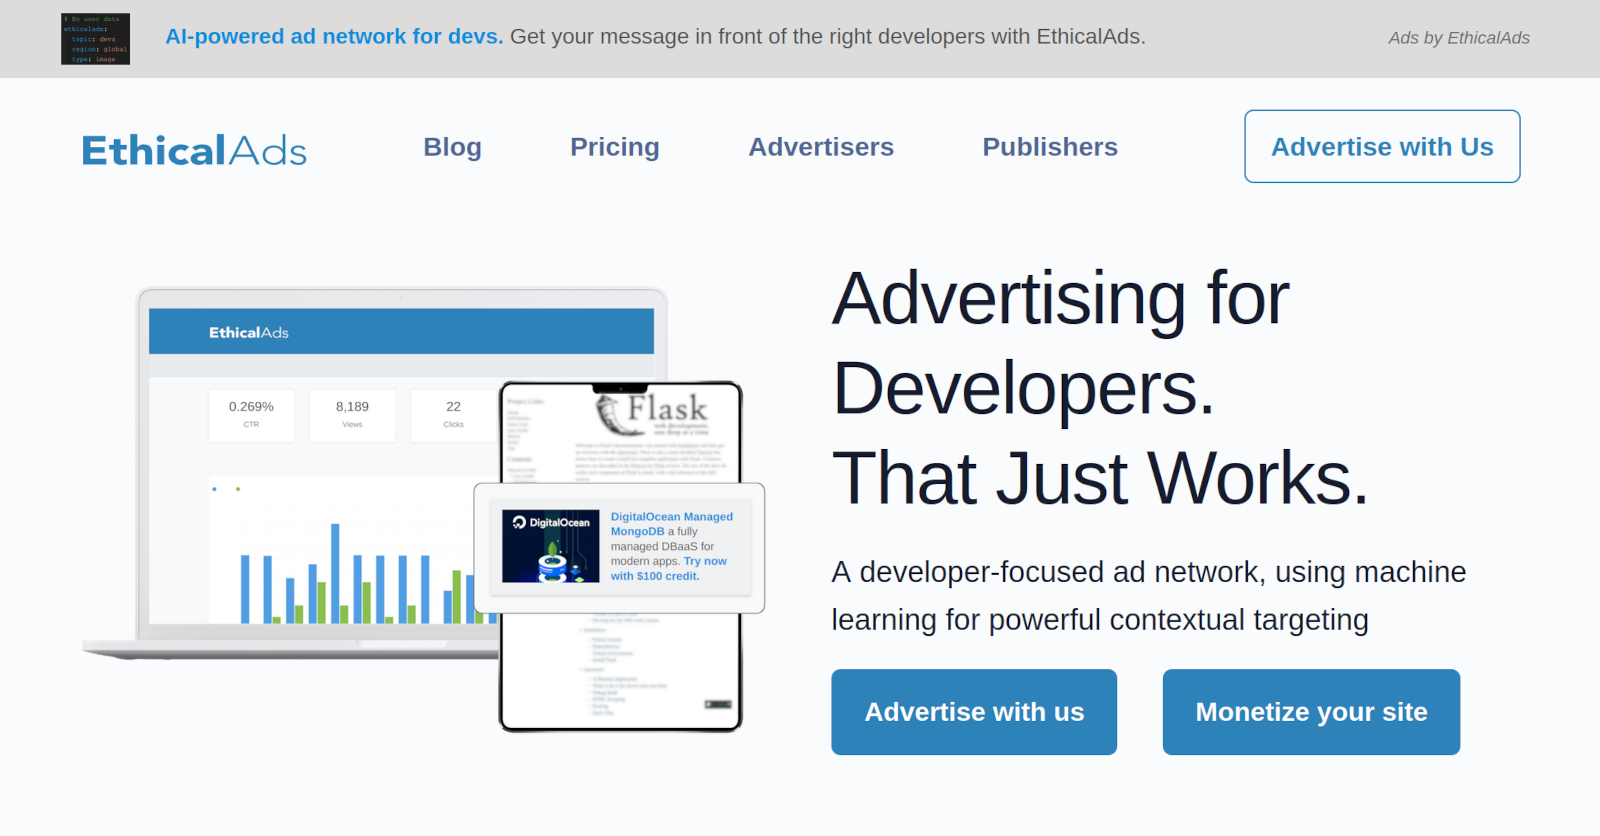 # No user data
ethicalads:
topic: devs
region: global
type: image
AI-powered ad network for devs. Get your message in front of the right developers with EthicalAds.
Ads by EthicalAds
EthicalAds
Blog
Pricing
Advertisers
Publishers
Advertise with Us
EthicalAds
0.269%
CTR
8,189
Views
22
Clicks
Project Links
Flask
web development,
one drop at a time
DigitalOcean
DigitalOcean Managed
MongoDB a fully
managed DBaaS for
modern apps. Try now
with $100 credit.
Advertising for
Developers.
That Just Works.
A developer-focused ad network, using machine
learning for powerful contextual targeting
Advertise with us
Monetize your site